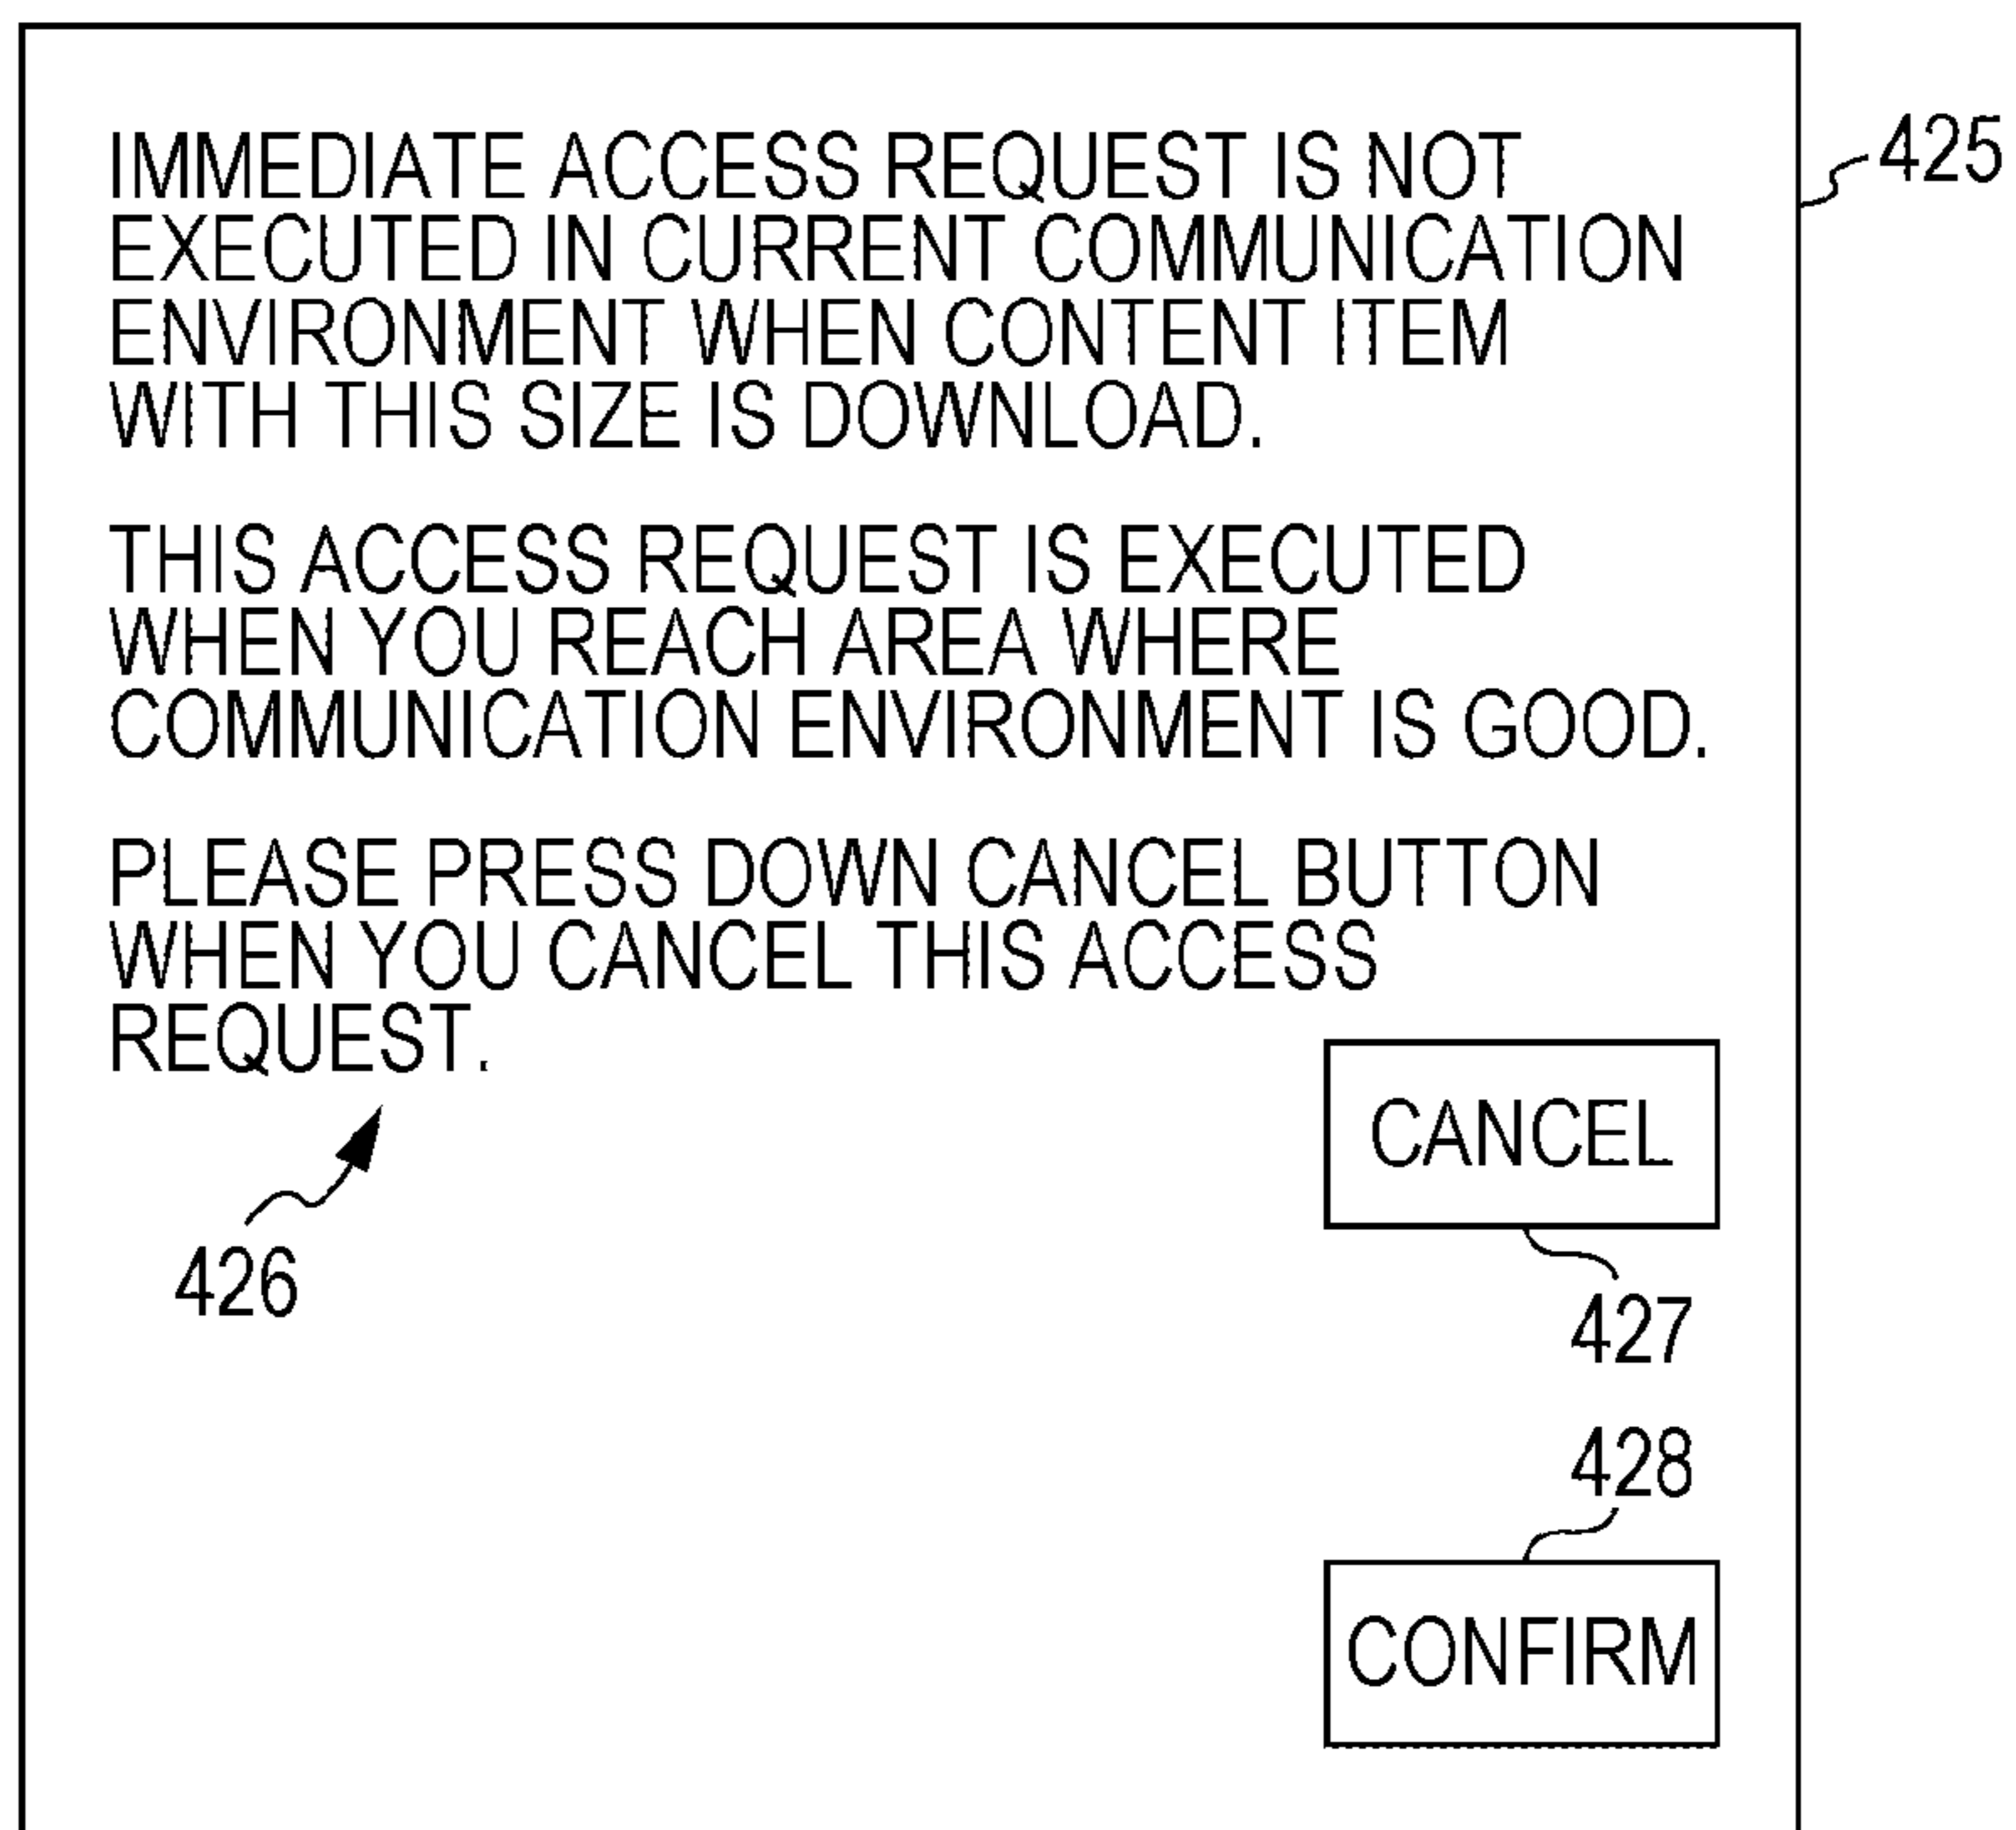 IMMEDIATE ACCESS REQUEST IS NOT
EXECUTED IN CURRENT COMMUNICATION
ENVIRONMENT WHEN CONTENT ITEM
WITH THIS SIZE IS DOWNLOAD.
425
THIS ACCESS REQUEST IS EXECUTED
WHEN YOU REACH AREA WHERE
COMMUNICATION ENVIRONMENT IS GOOD.
PLEASE PRESS DOWN CANCEL BUTTON
WHEN YOU CANCEL THIS ACCESS
REQUEST.
CANCEL
426
427
428
CONFIRM